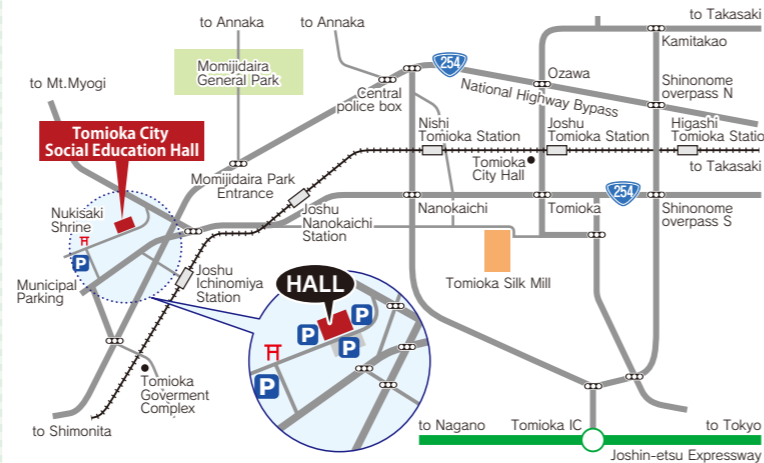 to Annaka
to Annaka
to Takasaki
Kamitakao
Momijidaira
General Park
254
Ozawa
National Highway Bypass
Shinonome
overpass N
to Mt.Myogi
Central
police box
Tomioka City
Social Education Hall
Nishi
Tomioka Station
Joshu
Tomioka Station
Higashi
Tomioka Statio
Tomioka
City Hall
to Takasaki
Momijidaira Park
Entrance
254
Nukisaki
Shrine
Joshu
Nanokaichi
Station
Nanokaichi
Tomioka
Shinonome
overpass S
P
Municipal
Parking
Joshu
Ichinomiya
Station
Tomioka Silk Mill
HALL
P
P
P
P
Tomioka
Goverment
Complex
to Shimonita
to Nagano
Tomioka IC
to Tokyo
Joshin-etsu Expressway